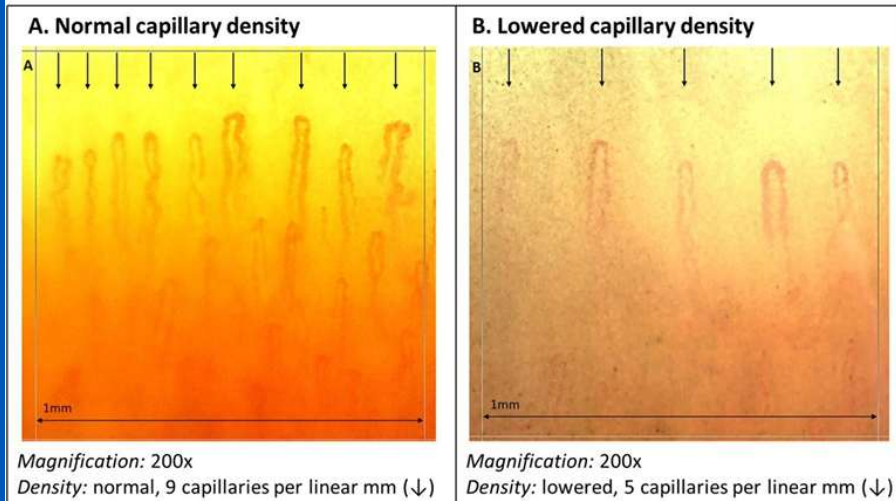 A. Normal capillary density
A
1mm
Magnification: 200x
Density: normal, 9 capillaries per linear mm (↓)
B. Lowered capillary density
B
1mm
Magnification: 200x
Density: lowered, 5 capillaries per linear mm (↓)